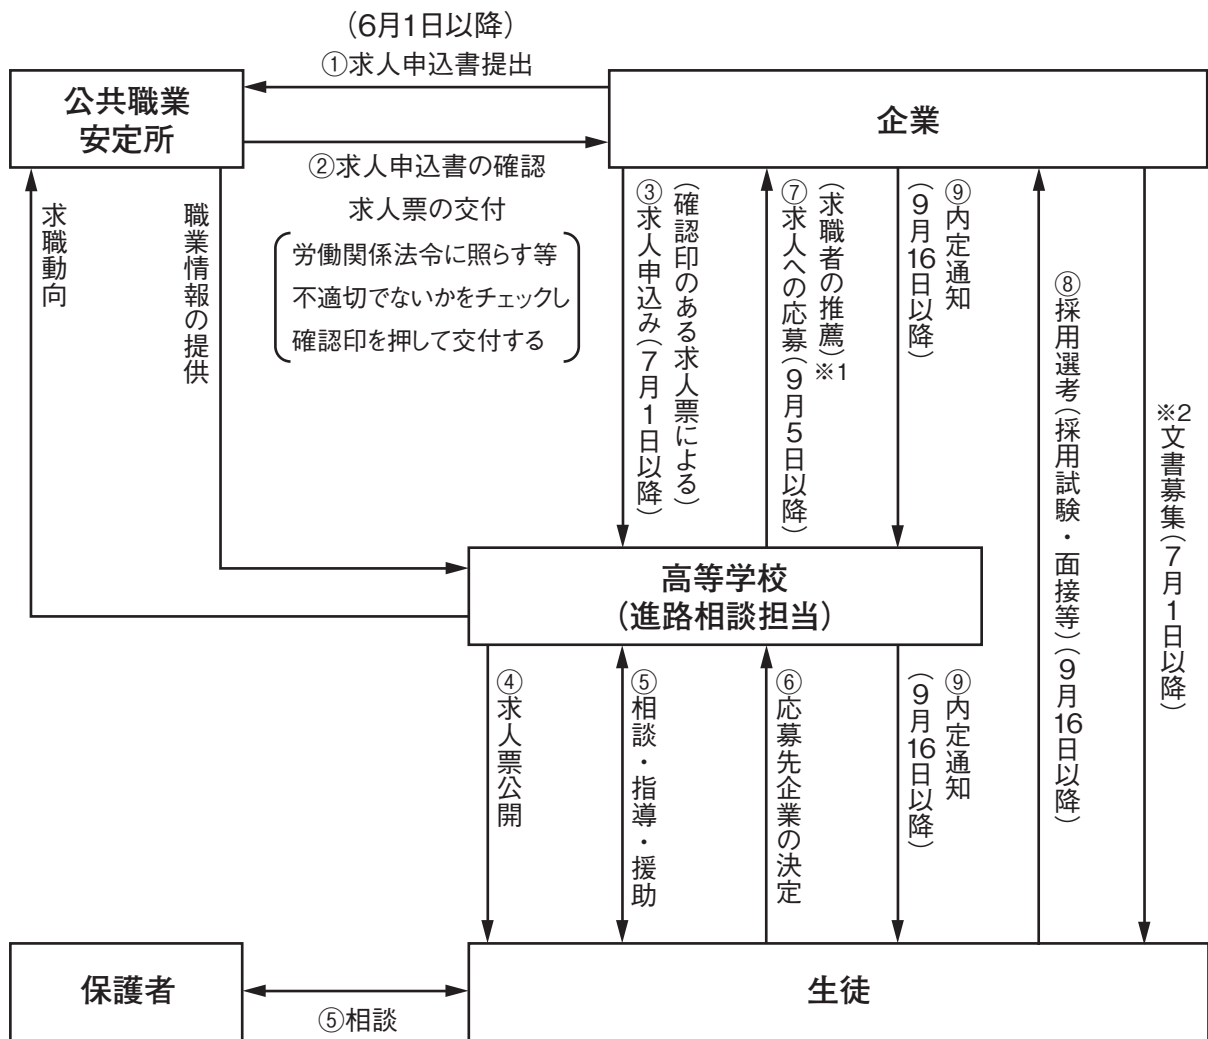 (6月1日以降)
①求人申込書提出
公共職業
安定所
企業
②求人申込書の確認
求人票の交付
労働関係法令に照らす等
不適切でないかをチェックし
確認印を押して交付する
求職動向
職業情報の提供
③求人申込み(7月1日以降)
(確認印のある求人票による)
⑦求人への応募(9月5日以降)
(求職者の推薦)※1
⑨内定通知
(9月16日以降)
⑧採用選考(採用試験・面接等)(9月16日以降)
※2文書募集(7月1日以降)
高等学校
(進路相談担当)
④求人票公開
⑤相談・指導・援助
⑥応募先企業の決定
⑨内定通知
(9月16日以降)
保護者
⑤相談
生徒